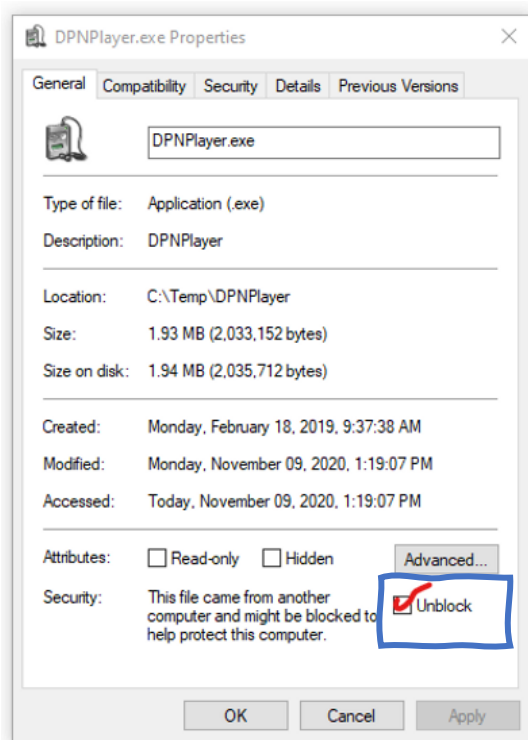 DPNPlayer.exe Properties
General Compatibility Security Details Previous Versions
DPNPlayer.exe
Type of file: Application (.exe)
Description: DPNPlayer
Location: C:\Temp\DPNPlayer
Size: 1.93 MB (2,033,152 bytes)
Size on disk: 1.94 MB (2,035,712 bytes)
Created: Monday, February 18, 2019, 9:37:38 AM
Modified: Monday, November 09, 2020, 1:19:07 PM
Accessed: Today, November 09, 2020, 1:19:07 PM
Attributes: Read-only Hidden Advanced...
Security: This file came from another
computer and might be blocked to
help protect this computer.
Unblock
OK Cancel Apply